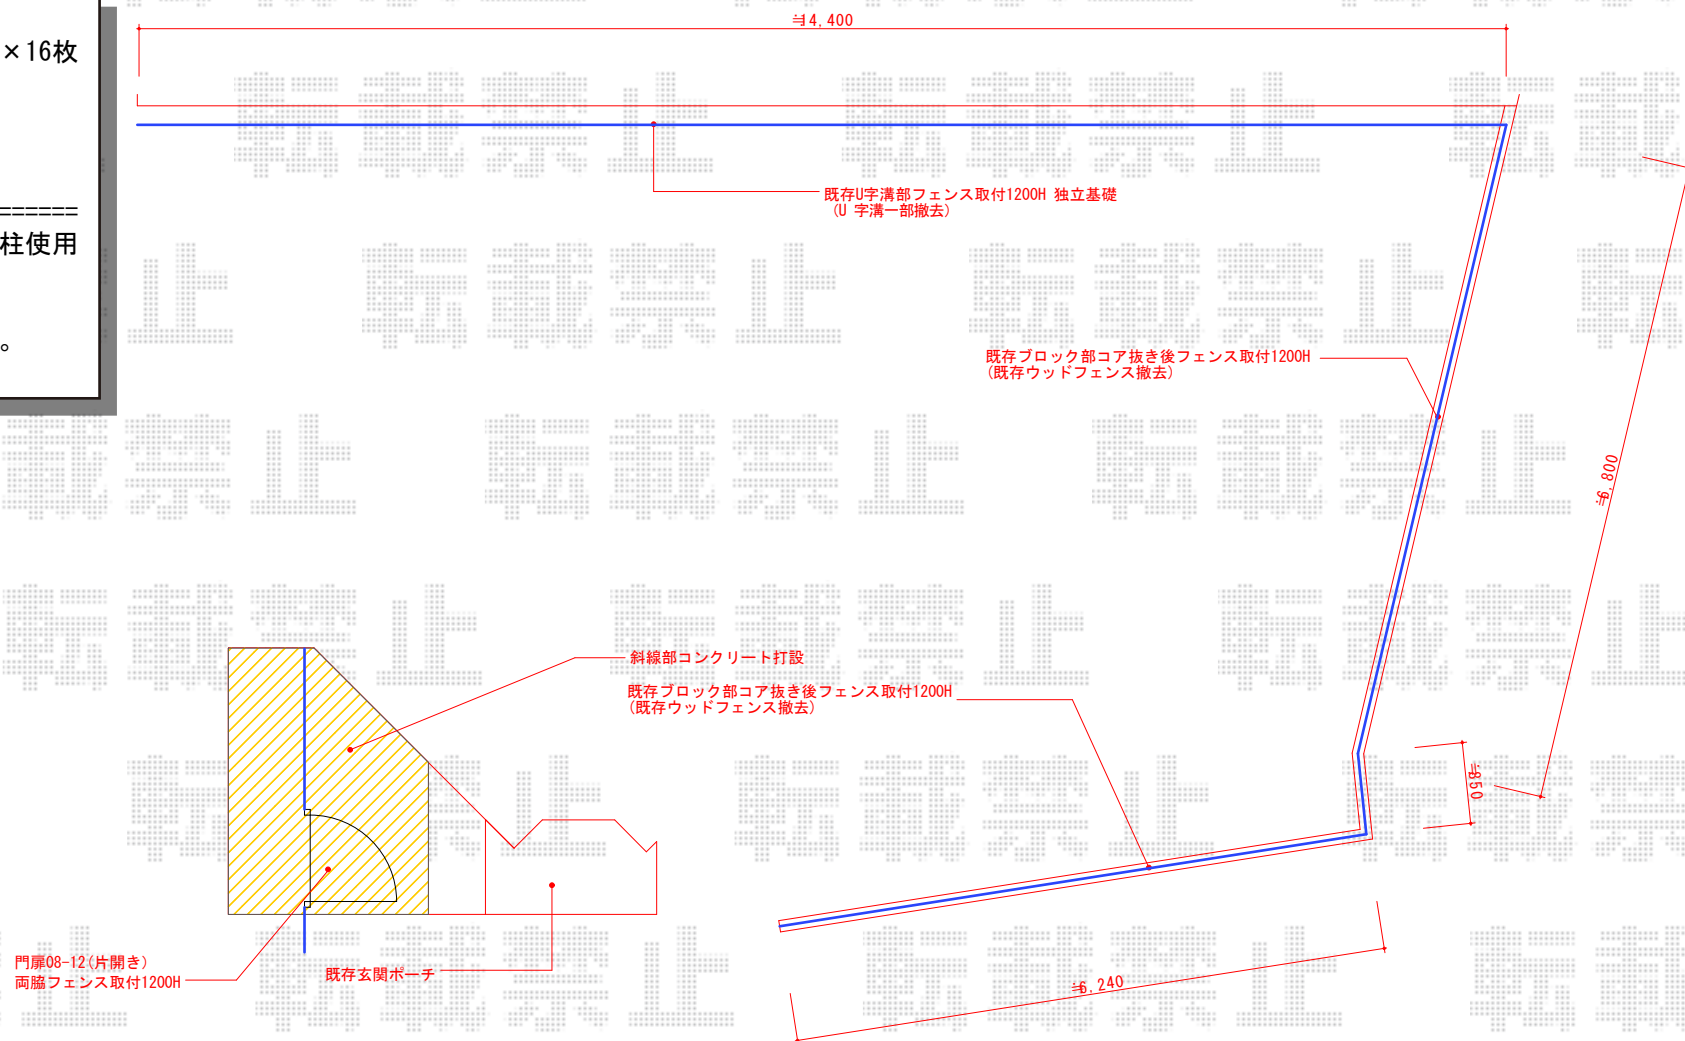 ×16枚
======
柱使用
。
≒14,400
既存U字溝部フェンス取付1200H 独立基礎
(U 字溝一部撤去)
既存ブロック部コア抜き後フェンス取付1200H
(既存ウッドフェンス撤去)
≒6,800
斜線部コンクリート打設
既存ブロック部コア抜き後フェンス取付1200H
(既存ウッドフェンス撤去)
≒850
門扉08-12(片開き)
両脇フェンス取付1200H
既存玄関ポーチ
≒6,240
転載禁止